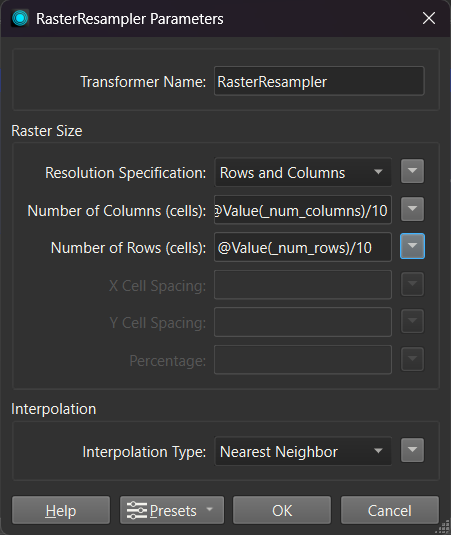 RasterResampler Parameters
Transformer Name: RasterResampler
Raster Size
Resolution Specification: Rows and Columns
Number of Columns (cells): @Value(_num_columns)/10
Number of Rows (cells): @Value(_num_rows)/10
X Cell Spacing:
Y Cell Spacing:
Percentage:
Interpolation
Interpolation Type: Nearest Neighbor
Help Presets OK Cancel